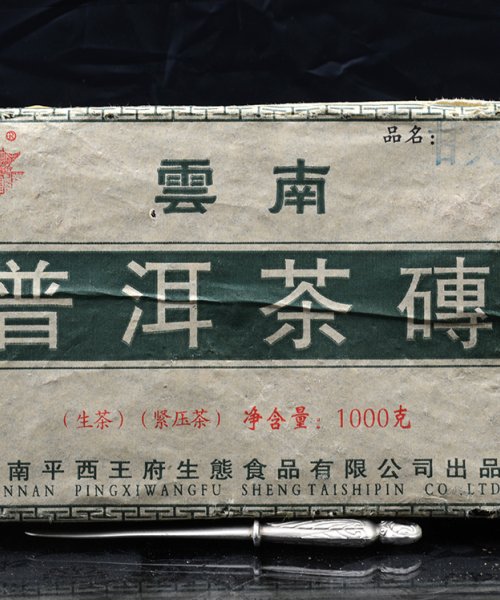 ®
品名:
雲南
普洱茶磚
(生茶)(紧压茶) 净含量: 1000克
南平西王府生態食品有限公司出品
NNAN PINGXIWANGFU SHENGTAISHIPIN CO.,LTD